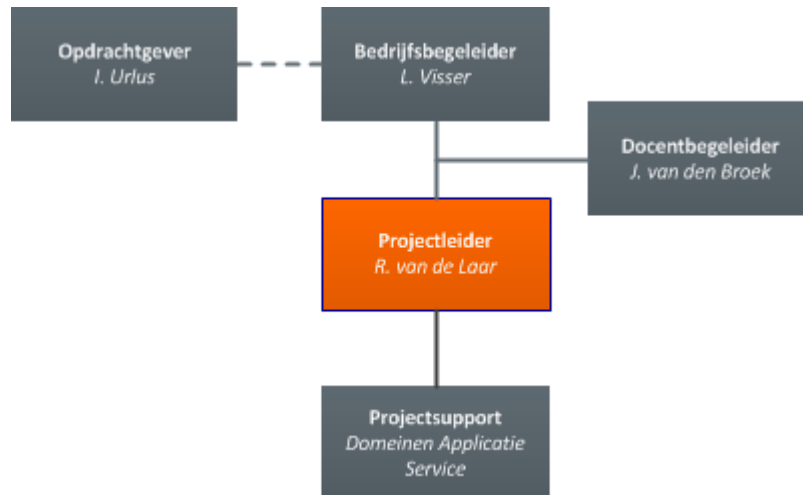 Opdrachtgever
I. Urlus
Bedrijfsbegeleider
L. Visser
Docentbegeleider
J. van den Broek
Projectleider
R. van de Laar
Projectsupport
Domeinen Applicatie
Service